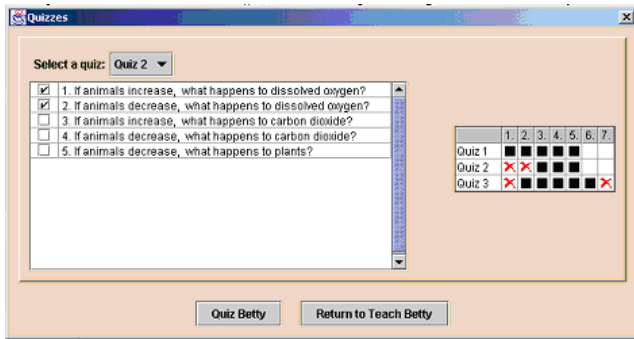 Quizzes
Select a quiz: Quiz 2
1. If animals increase, what happens to dissolved oxygen?
2. If animals decrease, what happens to dissolved oxygen?
3. If animals increase, what happens to carbon dioxide?
4. If animals decrease, what happens to carbon dioxide?
5. If animals decrease, what happens to plants?
1. 2. 3. 4. 5. 6. 7.
Quiz 1
Quiz 2
Quiz 3
Quiz Betty Return to Teach Betty